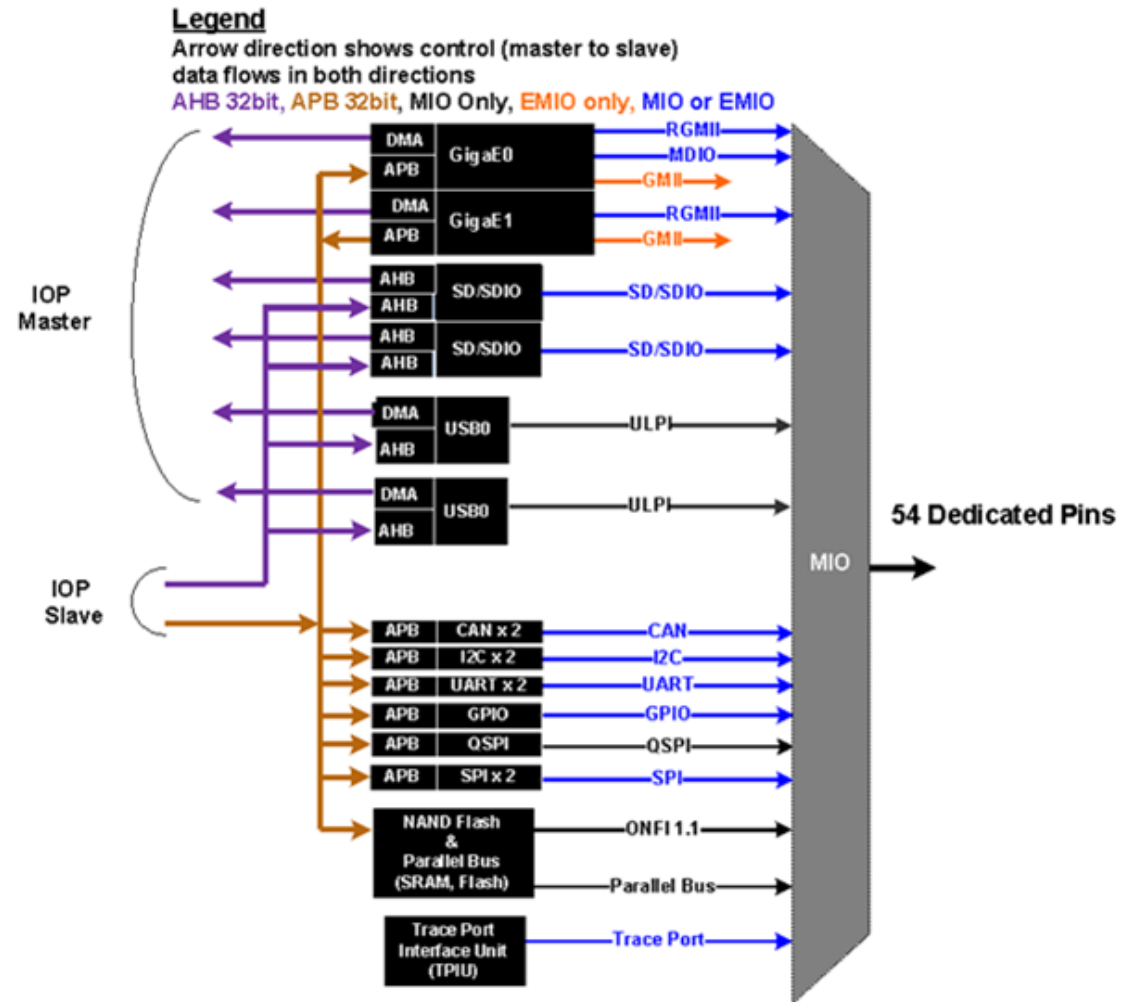 Legend
Arrow direction shows control (master to slave)
data flows in both directions
AHB 32bit, APB 32bit, MIO Only, EMIO only, MIO or EMIO
DMA
APB
GigaE0
RGMII
MDIO
GMII
DMA
APB
GigaE1
RGMII
GMII
IOP
Master
AHB
AHB
SD/SDIO
SD/SDIO
AHB
AHB
SD/SDIO
SD/SDIO
DMA
AHB
USB0
ULPI
DMA
AHB
USB0
ULPI
54 Dedicated Pins
MIO
IOP
Slave
APB CAN x 2 CAN
APB I2C x 2 I2C
APB UART x 2 UART
APB GPIO GPIO
APB QSPI QSPI
APB SPI x 2 SPI
NAND Flash
&
Parallel Bus
(SRAM, Flash)
ONFI 1.1
Parallel Bus
Trace Port
Interface Unit
(TPIU)
Trace Port